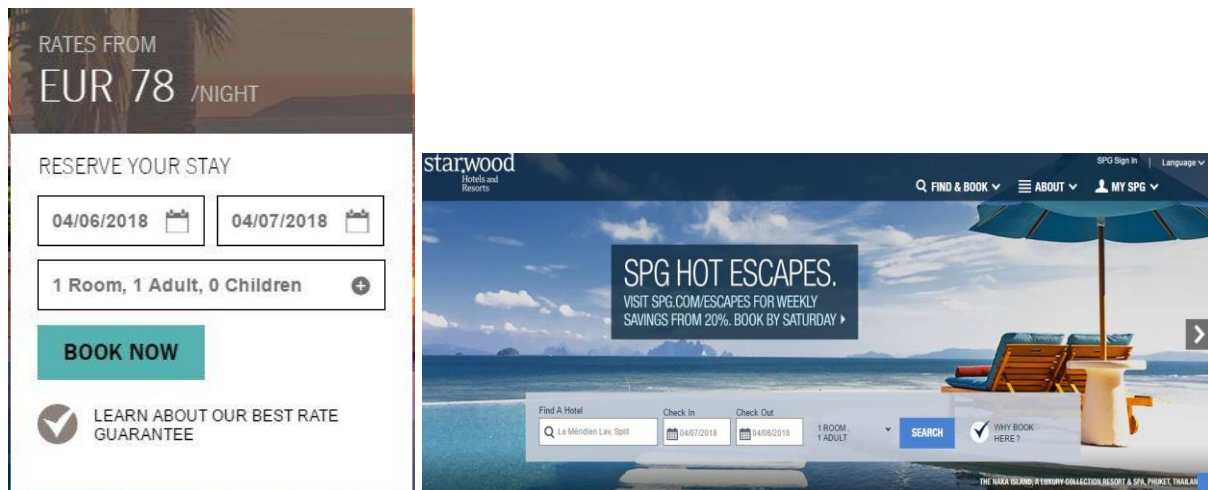 RATES FROM
EUR 78 /NIGHT
RESERVE YOUR STAY
04/06/2018 04/07/2018
1 Room, 1 Adult, 0 Children
BOOK NOW
LEARN ABOUT OUR BEST RATE
GUARANTEE
starwood
Hotels and
Resorts
SPG Sign In | Language
FIND & BOOK ABOUT MY SPG
SPG HOT ESCAPES.
VISIT SPG.COM/ESCAPES FOR WEEKLY
SAVINGS FROM 20%. BOOK BY SATURDAY
Find A Hotel Check In Check Out
Le Méridien Lav, Split 04/07/2018 04/08/2018
1 ROOM,
1 ADULT
SEARCH
WHY BOOK
HERE?
THE NAKA ISLAND, A LUXURY COLLECTION RESORT & SPA, PHUKET, THAILAN